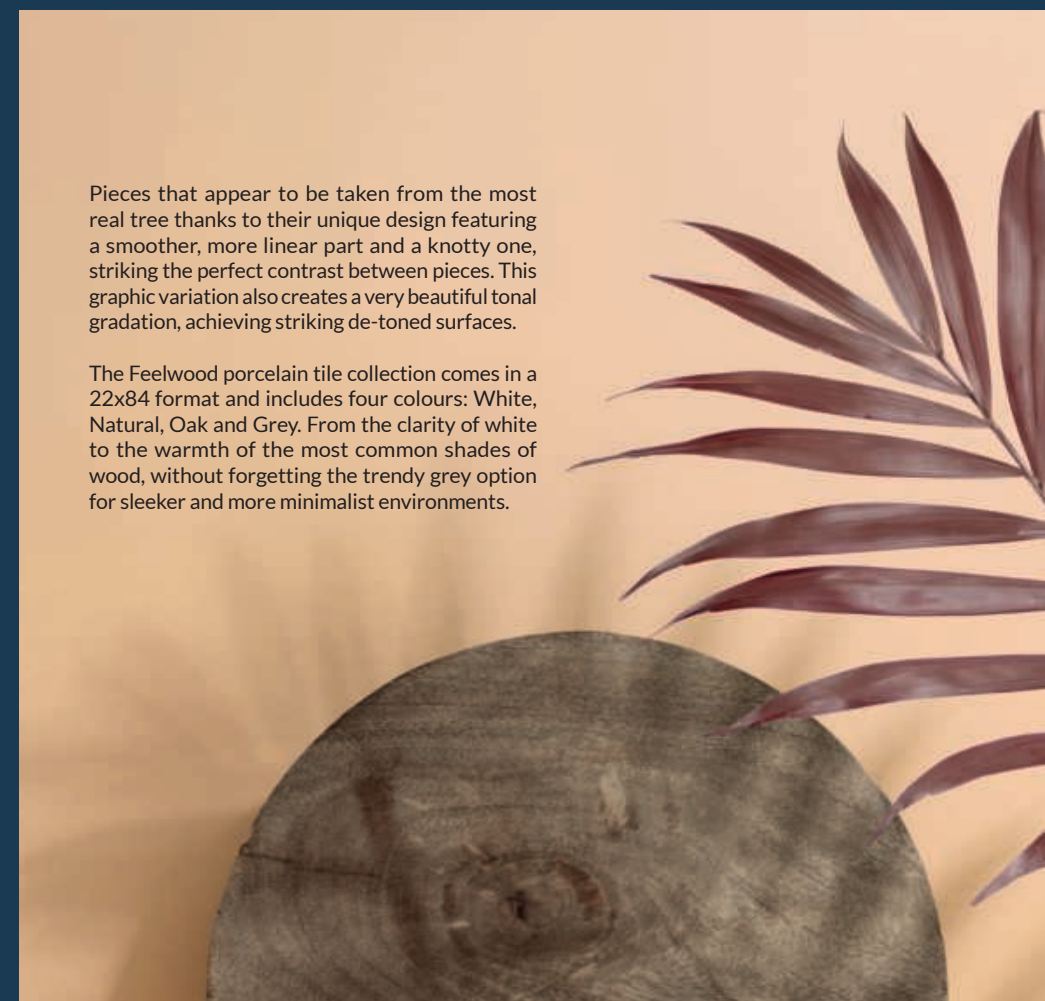 Pieces that appear to be taken from the most
real tree thanks to their unique design featuring
a smoother, more linear part and a knotty one,
striking the perfect contrast between pieces. This
graphic variation also creates a very beautiful tonal
gradation, achieving striking de-toned surfaces.
The Feelwood porcelain tile collection comes in a
22x84 format and includes four colours: White,
Natural, Oak and Grey. From the clarity of white
to the warmth of the most common shades of
wood, without forgetting the trendy grey option
for sleeker and more minimalist environments.